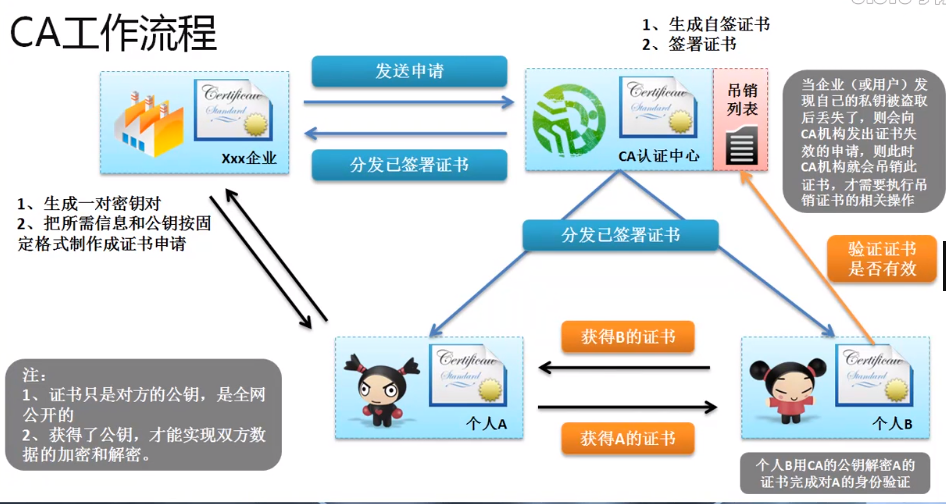 CA工作流程
1、生成自签证书
2、签署证书
发送申请
分发已签署证书
Certificate
Standard
Xxx企业
Certificate
Standard
CA认证中心
吊销
列表
当企业（或用户）发
现自己的私钥被盗取
后丢失了，则会向
CA机构发出证书失
效的申请，则此时
CA机构就会吊销此
证书，才需要执行吊
销证书的相关操作
1、生成一对密钥对
2、把所需信息和公钥按固
定格式制作成证书申请
分发已签署证书
验证证书
是否有效
获得B的证书
获得A的证书
Certificate
Standard
个人A
Certificate
Standard
个人B
注：
1、证书只是对方的公钥，是全网
公开的
2、获得了公钥，才能实现双方数
据的加密和解密。
个人B用CA的公钥解密A的
证书完成对A的身份验证